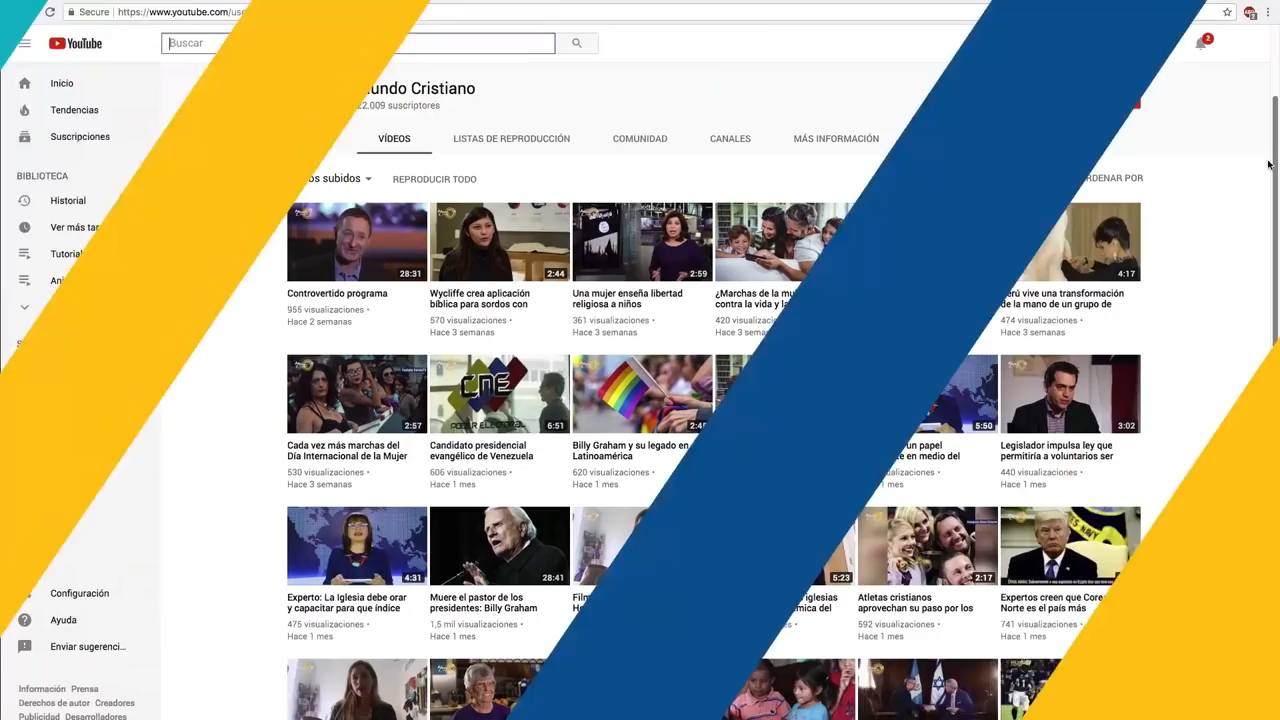 Secure
https://www.youtube.com/use
YouTube
Buscar
2
Inicio
Tendencias
Suscripciones
BIBLIOTECA
Historial
Ver más tar
Tutorial
Configuración
Ayuda
Enviar sugerenci...
Información Prensa
Derechos de autor Creadores
Publicidad Desarrolladores
undo Cristiano
2.009 suscriptores
VÍDEOS LISTAS DE REPRODUCCIÓN COMUNIDAD CANALES MÁS INFORMACIÓN
os subidos REPRODUCIR TODO
RDENAR POR
28:31
Controvertido programa
955 visualizaciones •
Hace 2 semanas
2:44
Wycliffe crea aplicación
bíblica para sordos con
570 visualizaciones •
Hace 3 semanas
2:59
Una mujer enseña libertad
religiosa a niños
361 visualizaciones •
Hace 3 semanas
¿Marchas de la mu
contra la vida y la
420 visualizac
Hace 3 sem
4:17
erú vive una transformación
de la mano de un grupo de
474 visualizaciones •
Hace 3 semanas
2:57
Cada vez más marchas del
Día Internacional de la Mujer
530 visualizaciones •
Hace 3 semanas
CNE
PODER ELECTORAL
6:51
Candidato presidencial
evangélico de Venezuela
606 visualizaciones •
Hace 1 mes
Billy Graham y su legado en
Latinoamérica
620 visualizaciones •
Hace 1 mes
5:50
un papel
en medio del
aciones •
1 mes
3:02
Legislador impulsa ley que
permitiría a voluntarios ser
440 visualizaciones •
Hace 1 mes
4:31
Experto: La Iglesia debe orar
y capacitar para que índice
475 visualizaciones •
Hace 1 mes
28:41
Muere el pastor de los
presidentes: Billy Graham
1,5 mil visualizaciones •
Hace 1 mes
Film
5:23
iglesias
mica del
es •
2:17
Atletas cristianos
aprovechan su paso por los
592 visualizaciones •
Hace 1 mes
Expertos creen que Core
Norte es el país más
741 visualizaciones •
Hace 1 mes